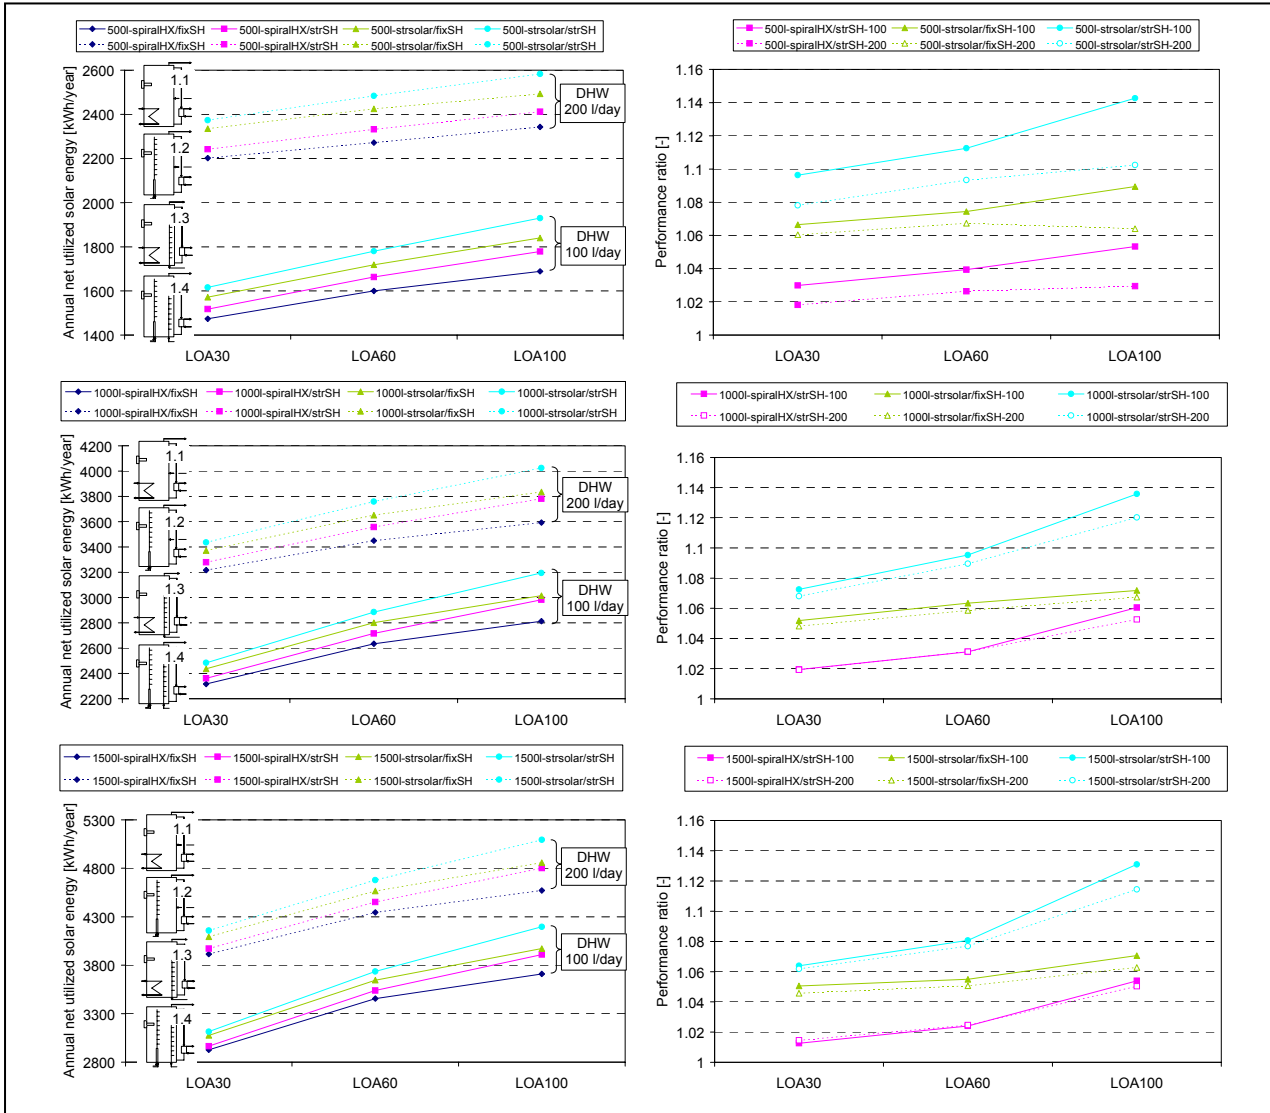 500l-spiralHX/fixSH 500l-spiralHX/strSH 500l-strsolar/fixSH 500l-strsolar/strSH
500l-spiralHX/fixSH 500l-spiralHX/strSH 500l-strsolar/fixSH 500l-strsolar/strSH
Annual net utilized solar energy [kWh/year]
2600
2400
2200
2000
1800
1600
1400
1.1
1.2
1.3
1.4
DHW
200 l/day
DHW
100 l/day
LOA30 LOA60 LOA100
500l-spiralHX/strSH-100 500l-strsolar/fixSH-100 500l-strsolar/strSH-100
500l-spiralHX/strSH-200 500l-strsolar/fixSH-200 500l-strsolar/strSH-200
Performance ratio [-]
1.16
1.14
1.12
1.1
1.08
1.06
1.04
1.02
1
LOA30 LOA60 LOA100
1000l-spiralHX/fixSH 1000l-spiralHX/strSH 1000l-strsolar/fixSH 1000l-strsolar/strSH
1000l-spiralHX/fixSH 1000l-spiralHX/strSH 1000l-strsolar/fixSH 1000l-strsolar/strSH
Annual net utilized solar energy [kWh/year]
4200
4000
3800
3600
3400
3200
3000
2800
2600
2400
2200
1.1
1.2
1.3
1.4
DHW
200 l/day
DHW
100 l/day
LOA30 LOA60 LOA100
1000l-spiralHX/strSH-100 1000l-strsolar/fixSH-100 1000l-strsolar/strSH-100
1000l-spiralHX/strSH-200 1000l-strsolar/fixSH-200 1000l-strsolar/strSH-200
Performance ratio [-]
1.16
1.14
1.12
1.1
1.08
1.06
1.04
1.02
1
LOA30 LOA60 LOA100
1500l-spiralHX/fixSH 1500l-spiralHX/strSH 1500l-strsolar/fixSH 1500l-strsolar/strSH
1500l-spiralHX/fixSH 1500l-spiralHX/strSH 1500l-strsolar/fixSH 1500l-strsolar/strSH
Annual net utilized solar energy [kWh/year]
5300
4800
4300
3800
3300
2800
1.1
1.2
1.3
1.4
DHW
200 l/day
DHW
100 l/day
LOA30 LOA60 LOA100
1500l-spiralHX/strSH-100 1500l-strsolar/fixSH-100 1500l-strsolar/strSH-100
1500l-spiralHX/strSH-200 1500l-strsolar/fixSH-200 1500l-strsolar/strSH-200
Performance ratio [-]
1.16
1.14
1.12
1.1
1.08
1.06
1.04
1.02
1
LOA30 LOA60 LOA100